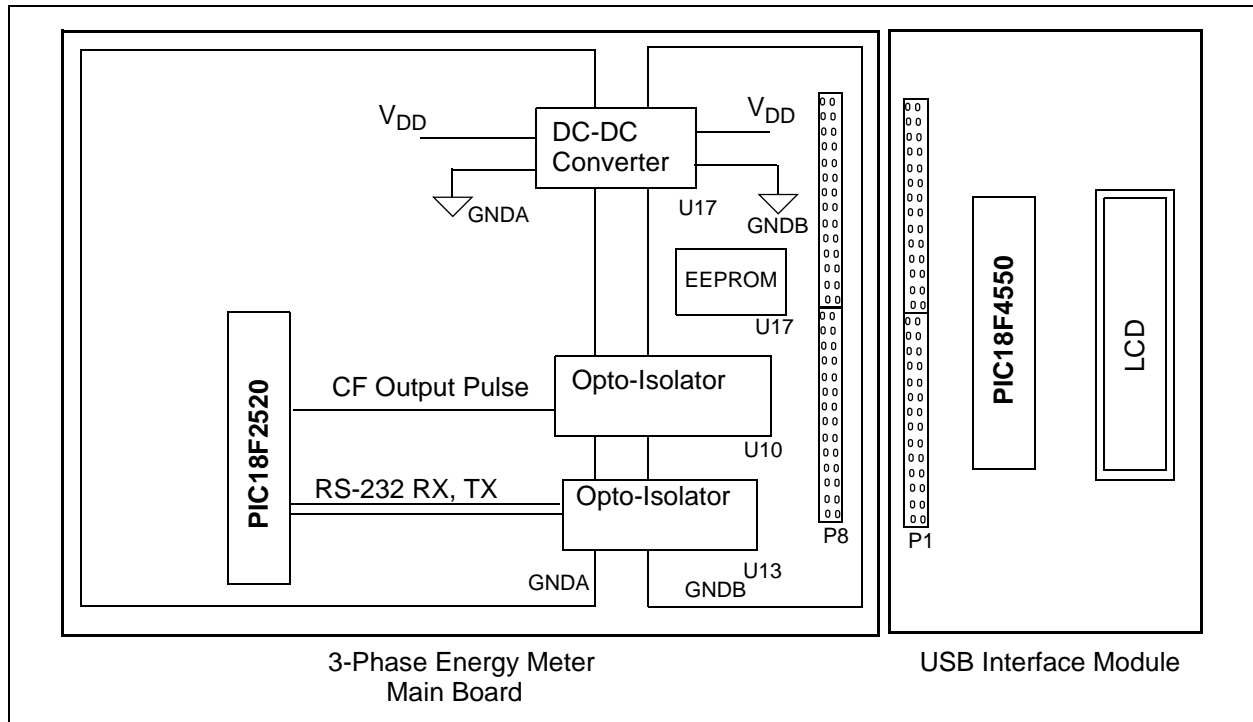 VDD
DC-DC
Converter
VDD
GNDA
U17
GNDB
EEPROM
U17
PIC18F2520
CF Output Pulse
Opto-Isolator
U10
RS-232 RX, TX
Opto-Isolator
U13
GNDA
GNDB
P8
P1
PIC18F4550
LCD
3-Phase Energy Meter
Main Board
USB Interface Module